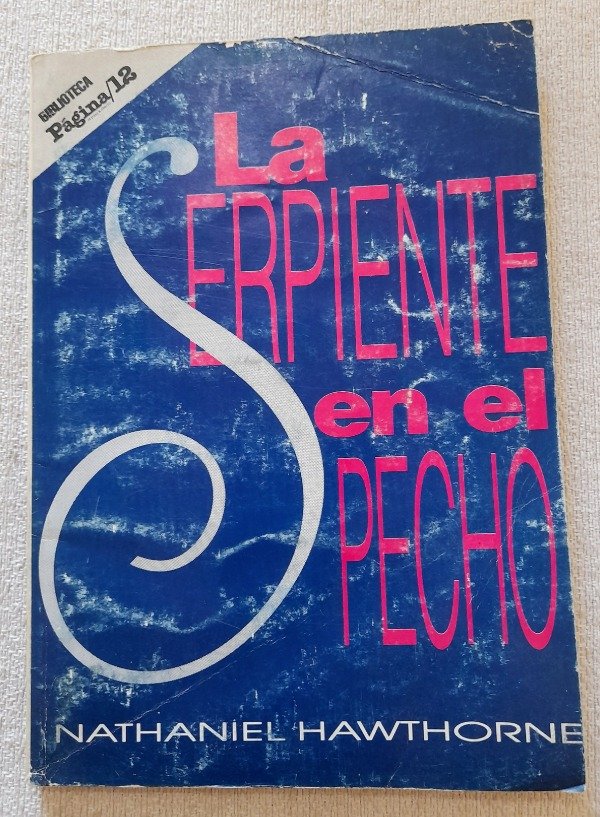 BIBLIOTECA
Página/12
La
SERPIENTE
en el
PECHO
NATHANIEL HAWTHORNE